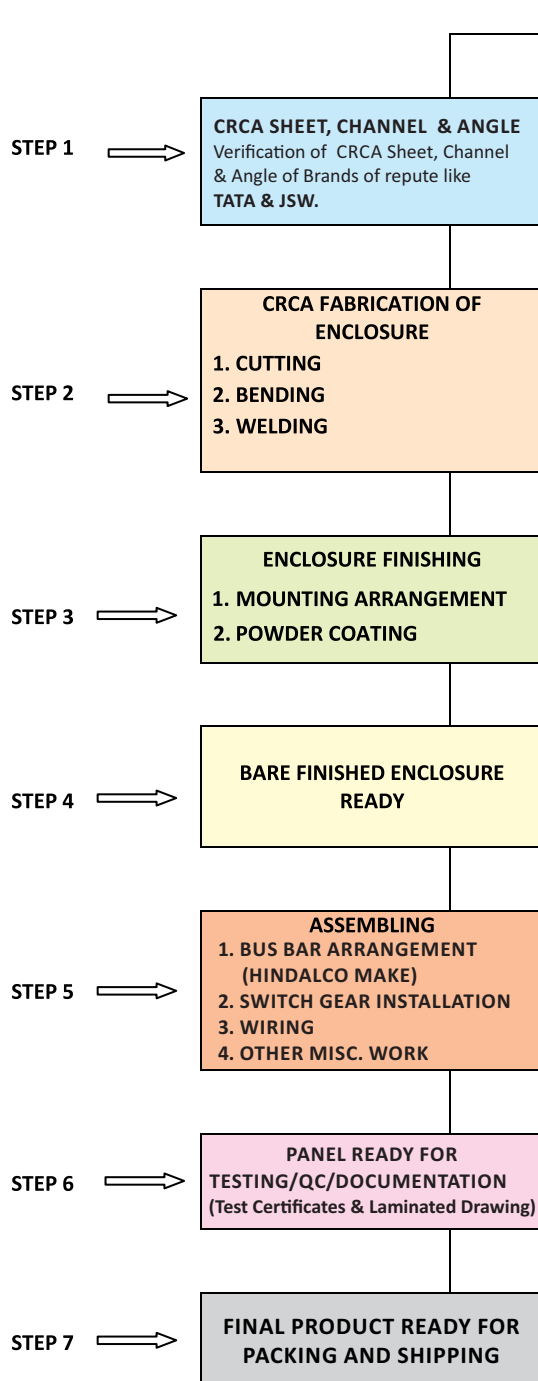 STEP 1
CRCA SHEET, CHANNEL & ANGLE
Verification of CRCA Sheet, Channel
& Angle of Brands of repute like
TATA & JSW.
STEP 2
CRCA FABRICATION OF
ENCLOSURE
1. CUTTING
2. BENDING
3. WELDING
STEP 3
ENCLOSURE FINISHING
1. MOUNTING ARRANGEMENT
2. POWDER COATING
STEP 4
BARE FINISHED ENCLOSURE
READY
STEP 5
ASSEMBLING
1. BUS BAR ARRANGEMENT
(HINDALCO MAKE)
2. SWITCH GEAR INSTALLATION
3. WIRING
4. OTHER MISC. WORK
STEP 6
PANEL READY FOR
TESTING/QC/DOCUMENTATION
(Test Certificates & Laminated Drawing)
STEP 7
FINAL PRODUCT READY FOR
PACKING AND SHIPPING